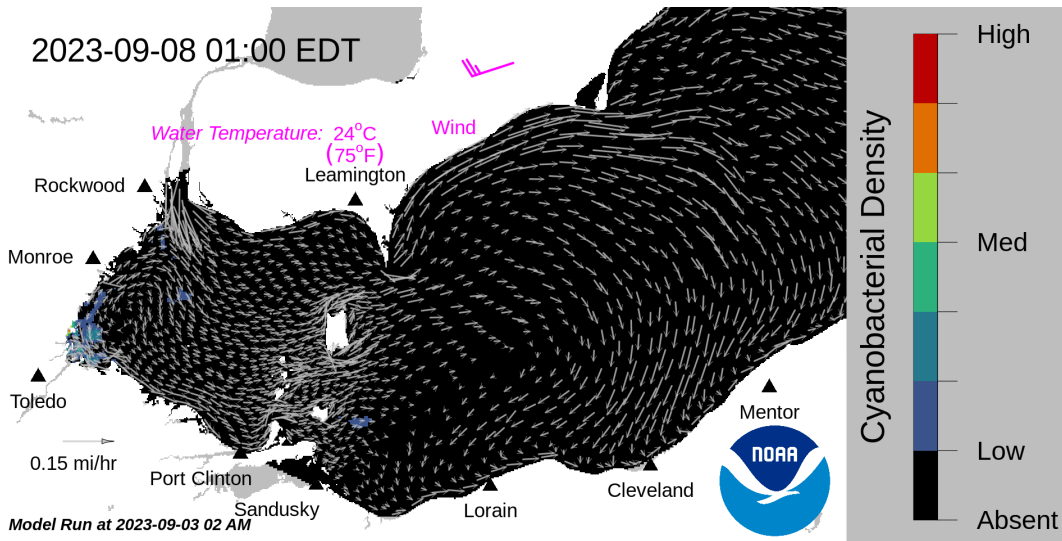 2023-09-08 01:00 EDT
High
Wind
Water Temperature: 24°C
(75°F)
Leamington
Rockwood
Monroe
Cyanobacterial Density
Med
Toledo
Mentor
NOAA
0.15 mi/hr
Port Clinton
Sandusky
Lorain
Cleveland
Low
Model Run at 2023-09-03 02 AM
Absent